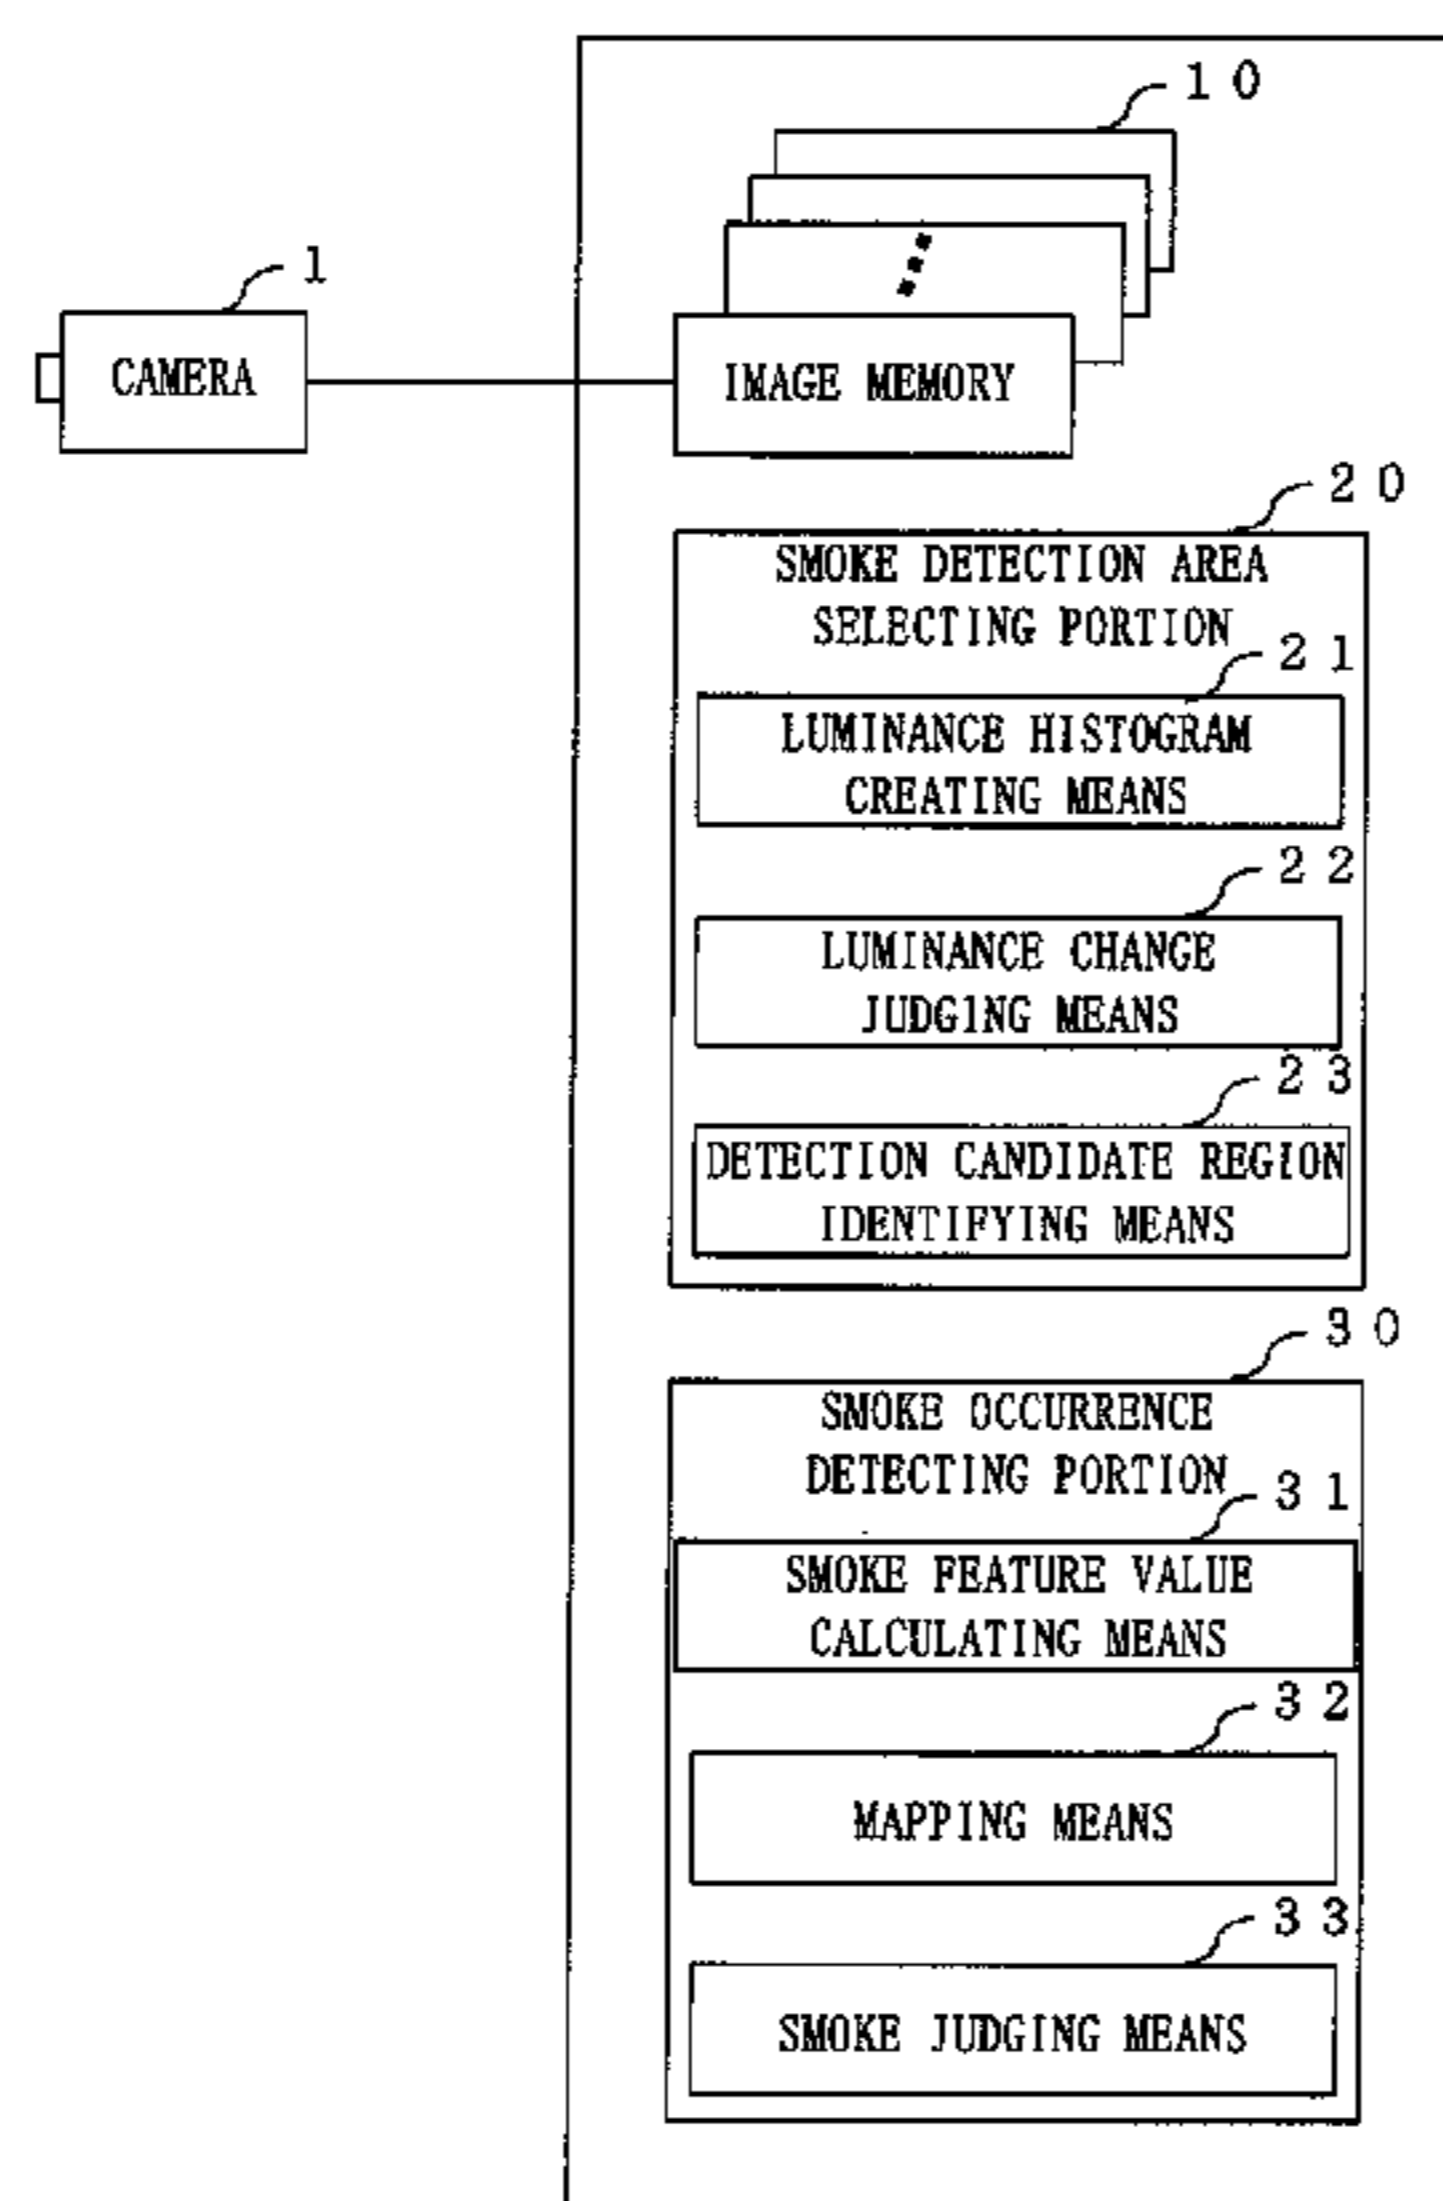 10
1
CAMERA
IMAGE MEMORY
20
SMOKE DETECTION AREA
SELECTING PORTION
21
LUMINANCE HISTOGRAM
CREATING MEANS
22
LUMINANCE CHANGE
JUDGING MEANS
23
DETECTION CANDIDATE REGION
IDENTIFYING MEANS
30
SMOKE OCCURRENCE
DETECTING PORTION
31
SMOKE FEATURE VALUE
CALCULATING MEANS
32
MAPPING MEANS
33
SMOKE JUDGING MEANS